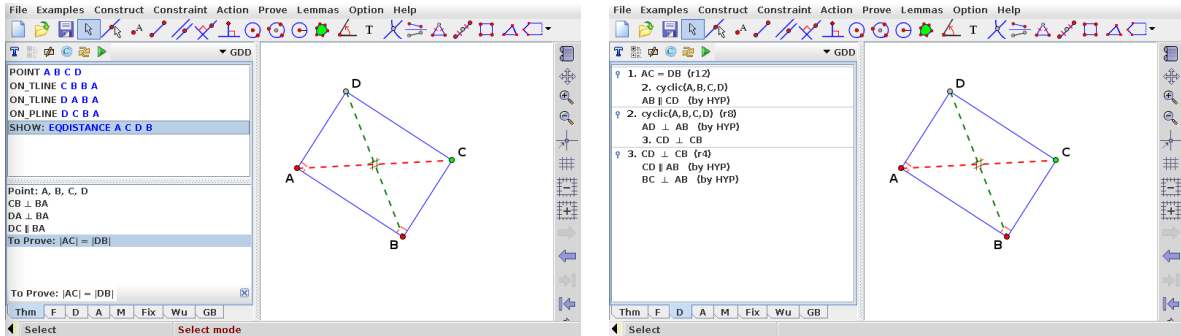 File Examples Construct Constraint Action Prove Lemmas Option Help
A
T
GDD
POINT A B C D
ON_TLINE C B B A
ON_TLINE D A B A
ON_PLINE D C B A
SHOW: EQDISTANCE A C D B
Point: A, B, C, D
CB ⊥ BA
DA ⊥ BA
DC ∥ BA
To Prove: |AC| = |DB|
To Prove: |AC| = |DB|
D
C
A
B
Thm F D A M Fix Wu GB
Select Select mode
File Examples Construct Constraint Action Prove Lemmas Option Help
A
T
GDD
1. AC = DB (r12)
2. cyclic(A,B,C,D)
AB ∥ CD (by HYP)
2. cyclic(A,B,C,D) (r8)
AD ⊥ AB (by HYP)
3. CD ⊥ CB
3. CD ⊥ CB (r4)
CD ∥ AB (by HYP)
BC ⊥ AB (by HYP)
D
C
A
B
Thm F D A M Fix Wu GB
Select